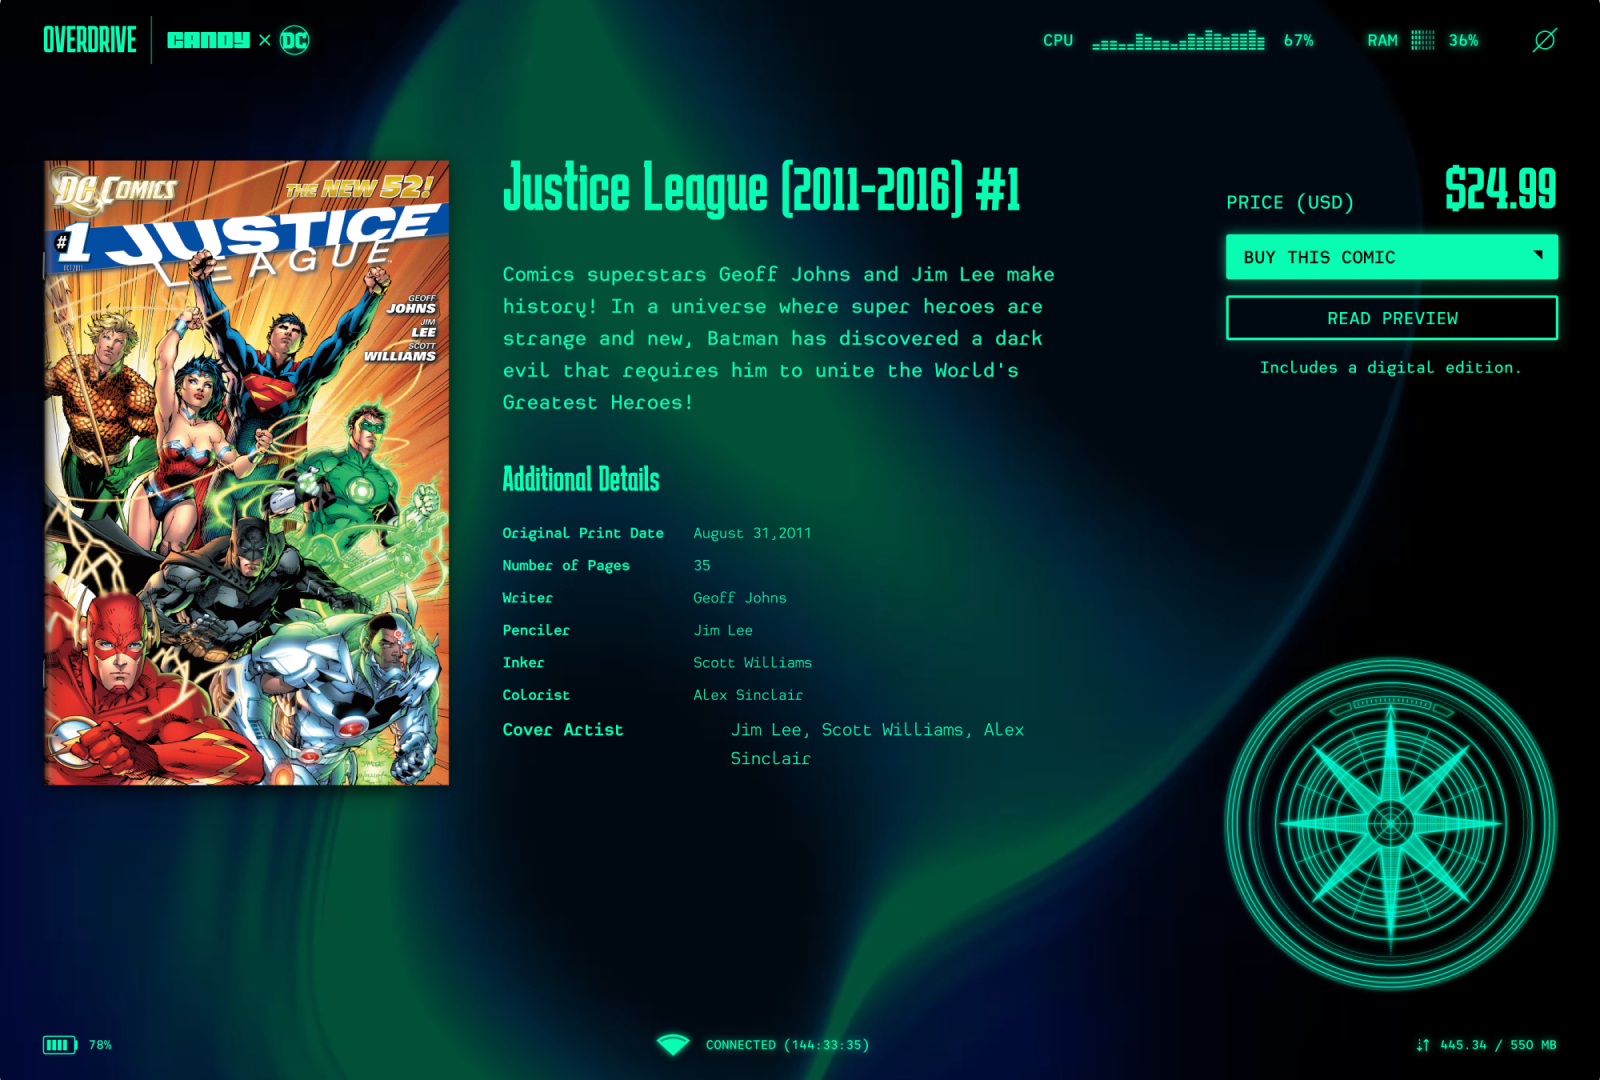 OVERDRIVE
CANDY × DC
CPU 67%
RAM 36%
DC COMICS
THE NEW 52!
#1 JUSTICE
LEAGUE
GEOFF
JOHNS
JIM
LEE
SCOTT
WILLIAMS
Justice League (2011-2016) #1
Comics superstars Geoff Johns and Jim Lee make
history! In a universe where super heroes are
strange and new, Batman has discovered a dark
evil that requires him to unite the World's
Greatest Heroes!
Additional Details
Original Print Date August 31,2011
Number of Pages 35
Writer Geoff Johns
Penciler Jim Lee
Inker Scott Williams
Colorist Alex Sinclair
Cover Artist Jim Lee, Scott Williams, Alex
Sinclair
PRICE (USD) $24.99
BUY THIS COMIC
READ PREVIEW
Includes a digital edition.
78%
CONNECTED (144:33:35)
445.34 / 550 MB